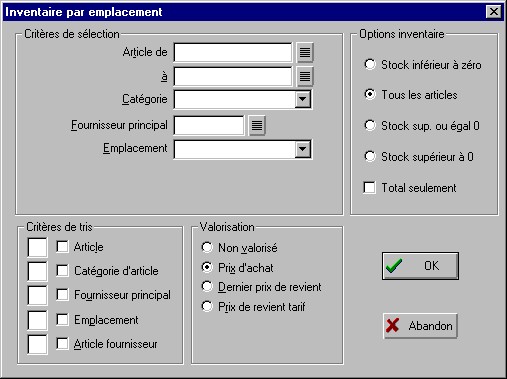 Inventaire par emplacement
Critères de sélection
Article de
à
Catégorie
Fournisseur principal
Emplacement
Options inventaire
Stock inférieur à zéro
Tous les articles
Stock sup. ou égal 0
Stock supérieur à 0
Total seulement
Critères de tris
Article
Catégorie d'article
Fournisseur principal
Emplacement
Article fournisseur
Valorisation
Non valorisé
Prix d'achat
Dernier prix de revient
Prix de revient tarif
OK
Abandon